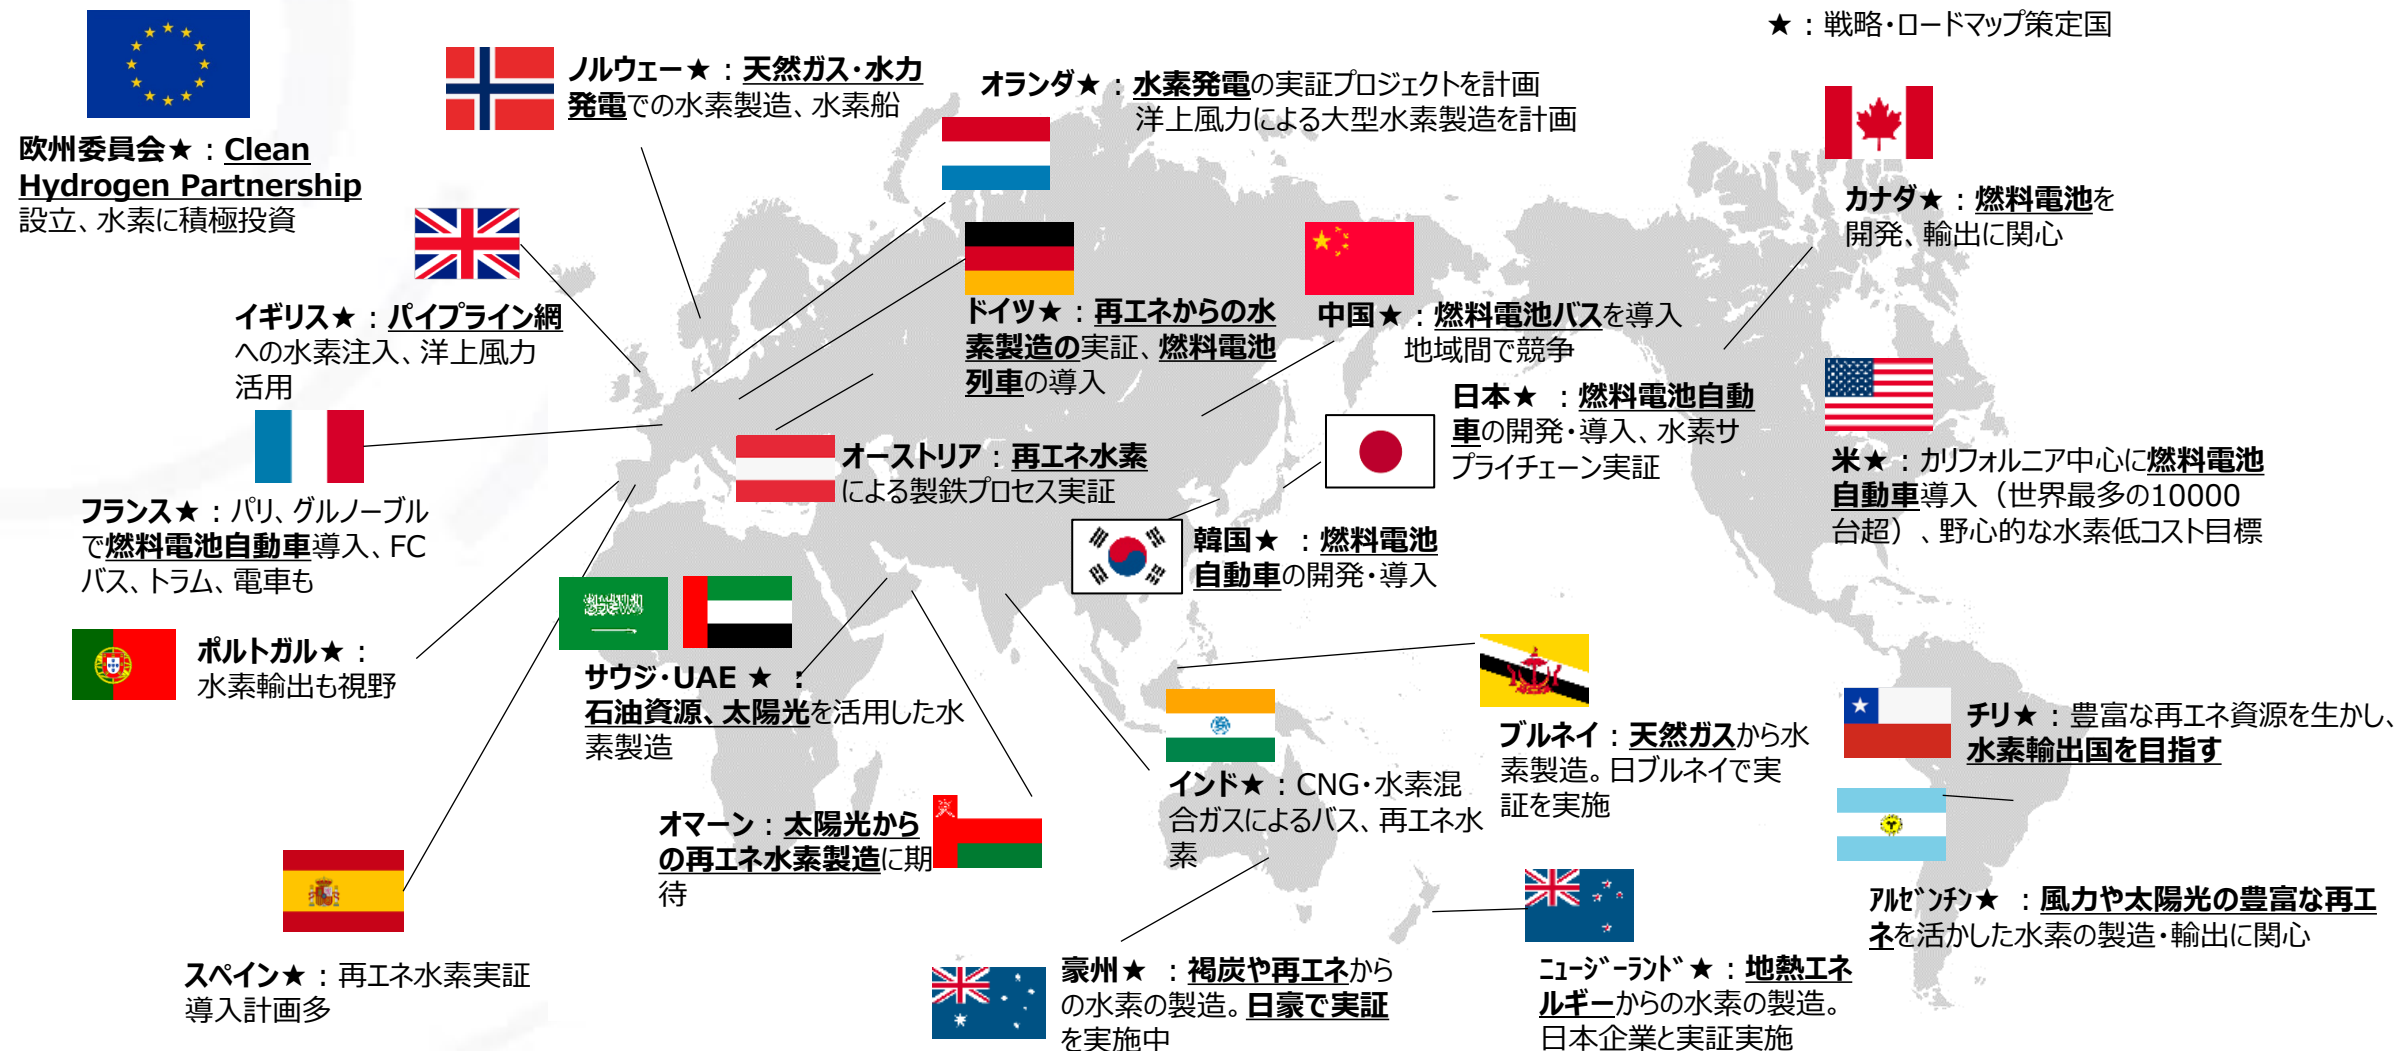 ★：戦略・ロードマップ策定国
欧州委員会★：Clean
Hydrogen Partnership
設立、水素に積極投資
ノルウェー★：天然ガス・水力
発電での水素製造、水素船
オランダ★：水素発電の実証プロジェクトを計画
洋上風力による大型水素製造を計画
カナダ★：燃料電池を
開発、輸出に関心
イギリス★：パイプライン網
への水素注入、洋上風力
活用
ドイツ★：再エネからの水
素製造の実証、燃料電池
列車の導入
中国★：燃料電池バスを導入
地域間で競争
日本★ ：燃料電池自動
車の開発・導入、水素サ
プライチェーン実証
米★：カリフォルニア中心に燃料電池
自動車導入（世界最多の10000
台超）、野心的な水素低コスト目標
フランス★：パリ、グルノーブル
で燃料電池自動車導入、FC
バス、トラム、電車も
オーストリア：再エネ水素
による製鉄プロセス実証
韓国★ ：燃料電池
自動車の開発・導入
ポルトガル★：
水素輸出も視野
サウジ・UAE ★ ：
石油資源、太陽光を活用した水
素製造
ブルネイ：天然ガスから水
素製造。日ブルネイで実
証を実施
チリ★：豊富な再エネ資源を生かし、
水素輸出国を目指す
インド★：CNG・水素混
合ガスによるバス、再エネ水
素
オマーン：太陽光から
の再エネ水素製造に期
待
アルゼンチン★ ：風力や太陽光の豊富な再エ
ネを活かした水素の製造・輸出に関心
スペイン★：再エネ水素実証
導入計画多
豪州★ ：褐炭や再エネから
の水素の製造。日豪で実証
を実施中
ニュージーランド★：地熱エネ
ルギーからの水素の製造。
日本企業と実証実施